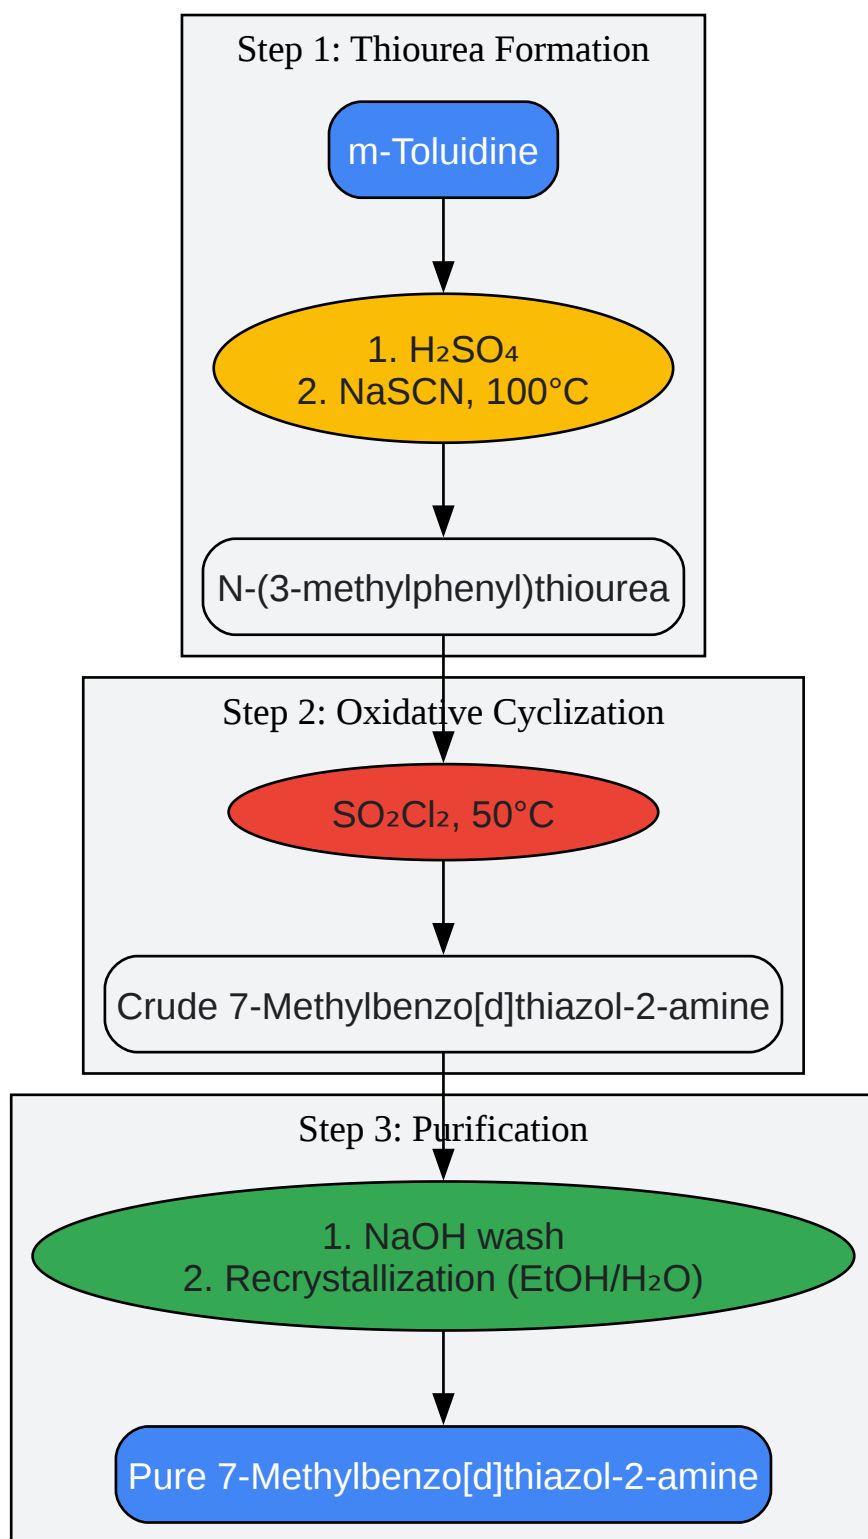 Step 1: Thiourea Formation
m-Toluidine
1. H₂SO₄
2. NaSCN, 100°C
N-(3-methylphenyl)thiourea
Step 2: Oxidative Cyclization
SO₂Cl₂, 50°C
Crude 7-Methylbenzo[d]thiazol-2-amine
Step 3: Purification
1. NaOH wash
2. Recrystallization (EtOH/H₂O)
Pure 7-Methylbenzo[d]thiazol-2-amine